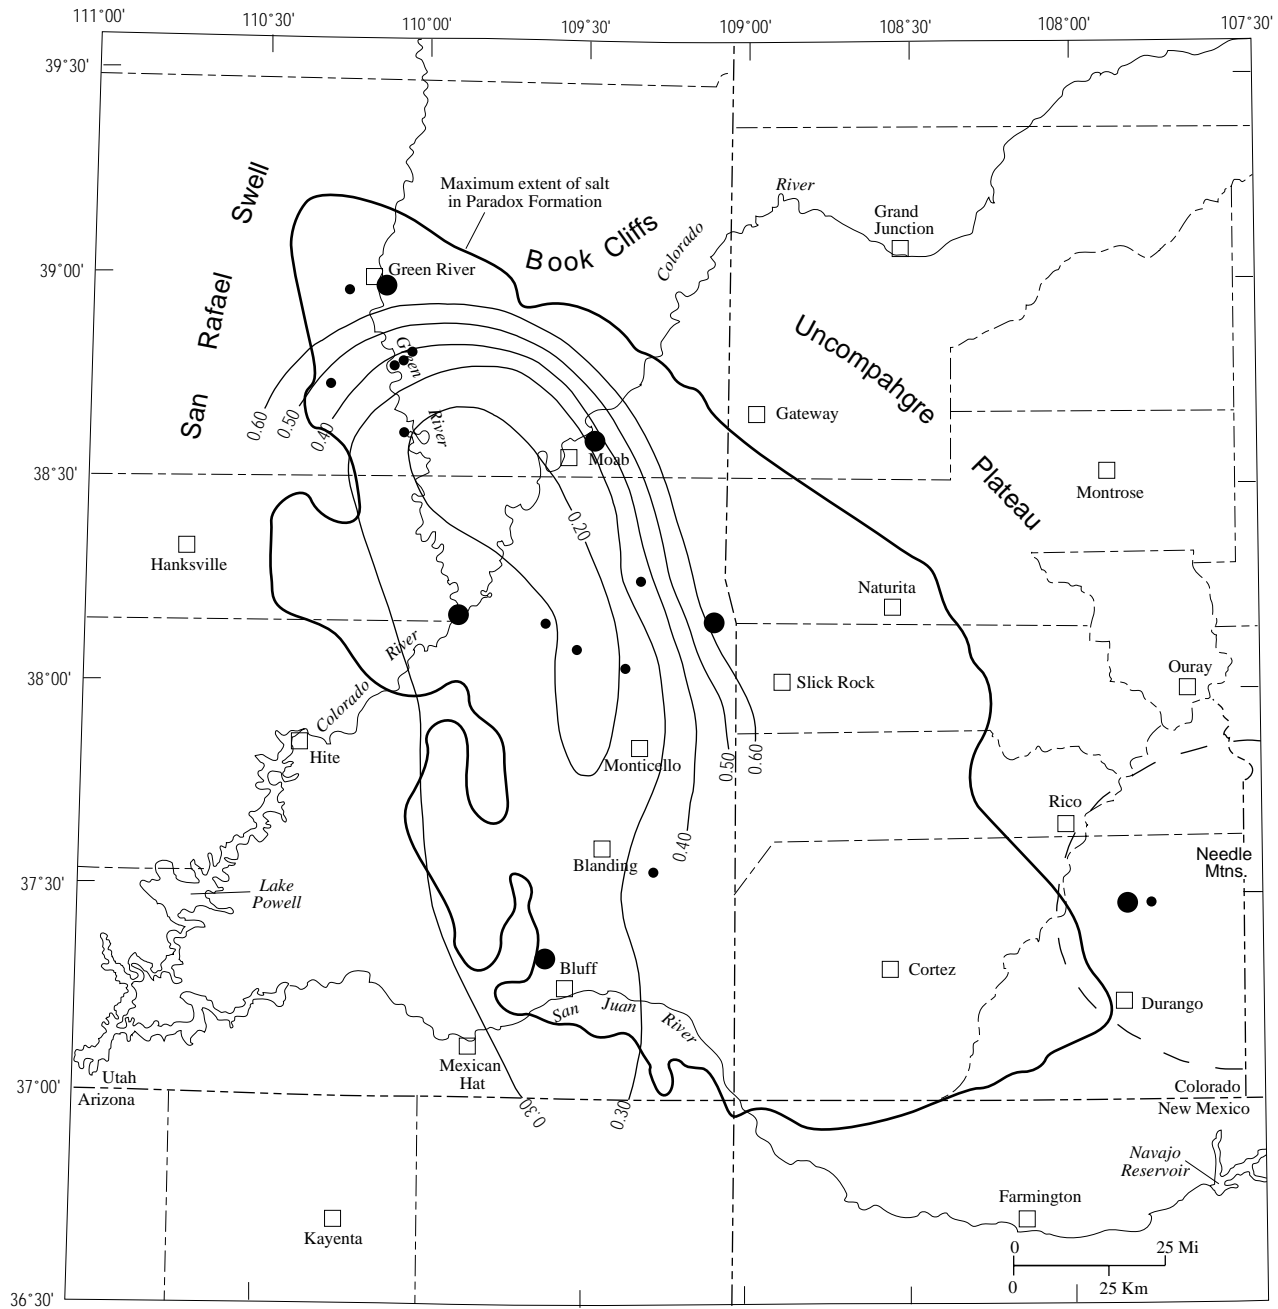 111°00'
110°30'
110°00'
109°30'
109°00'
108°30'
108°00'
107°30'
39°30'
39°00'
38°30'
38°00'
37°30'
37°00'
36°30'
Maximum extent of salt
in Paradox Formation
San Rafael Swell
Book Cliffs
Uncompahgre
Plateau
Colorado
River
Grand
Junction
Green River
Green
River
0.60
0.50
0.40
0.20
Moab
Gateway
Montrose
Hanksville
Naturita
Ouray
Slick Rock
Colorado
River
Hite
Monticello
0.50
0.60
Rico
Blanding
0.40
Needle
Mtns.
Lake
Powell
Bluff
Cortez
San Juan River
Durango
Mexican
Hat
Utah
Arizona
0.30
0.30
Colorado
New Mexico
Navajo
Reservoir
Kayenta
Farmington
0
25 Mi
0
25 Km